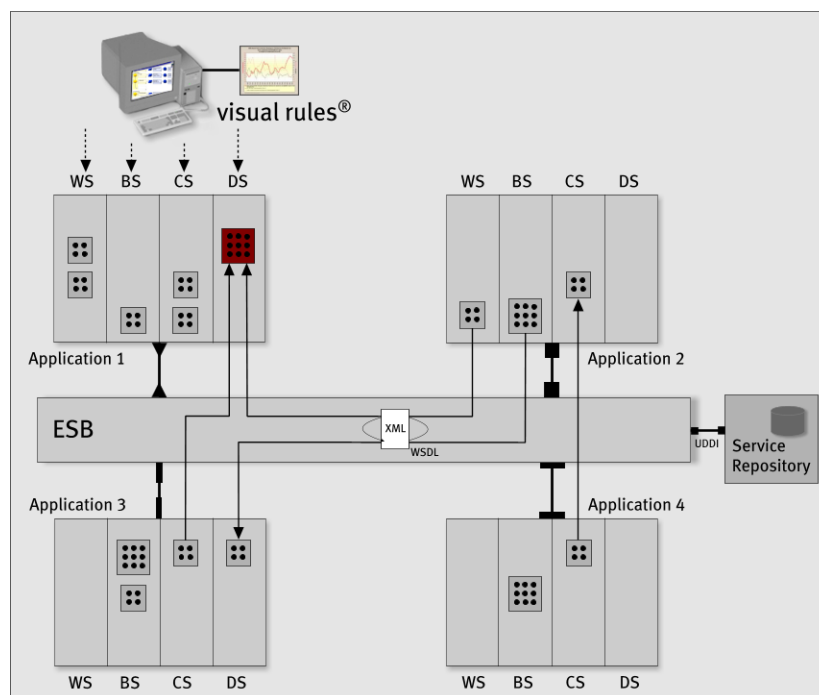 visual rules®
WS BS CS DS
WS BS CS DS
Application 1
Application 2
ESB
XML
WSDL
UDDI
Service
Repository
Application 3
Application 4
WS BS CS DS
WS BS CS DS